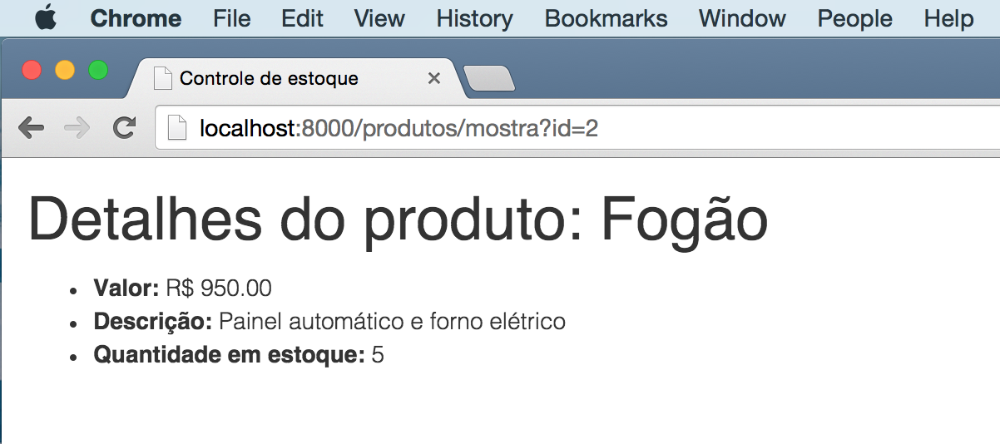 Chrome File Edit View History Bookmarks Window People Help
Controle de estoque
localhost:8000/produtos/mostra?id=2
Detalhes do produto: Fogão
Valor: R$ 950.00
Descrição: Painel automático e forno elétrico
Quantidade em estoque: 5